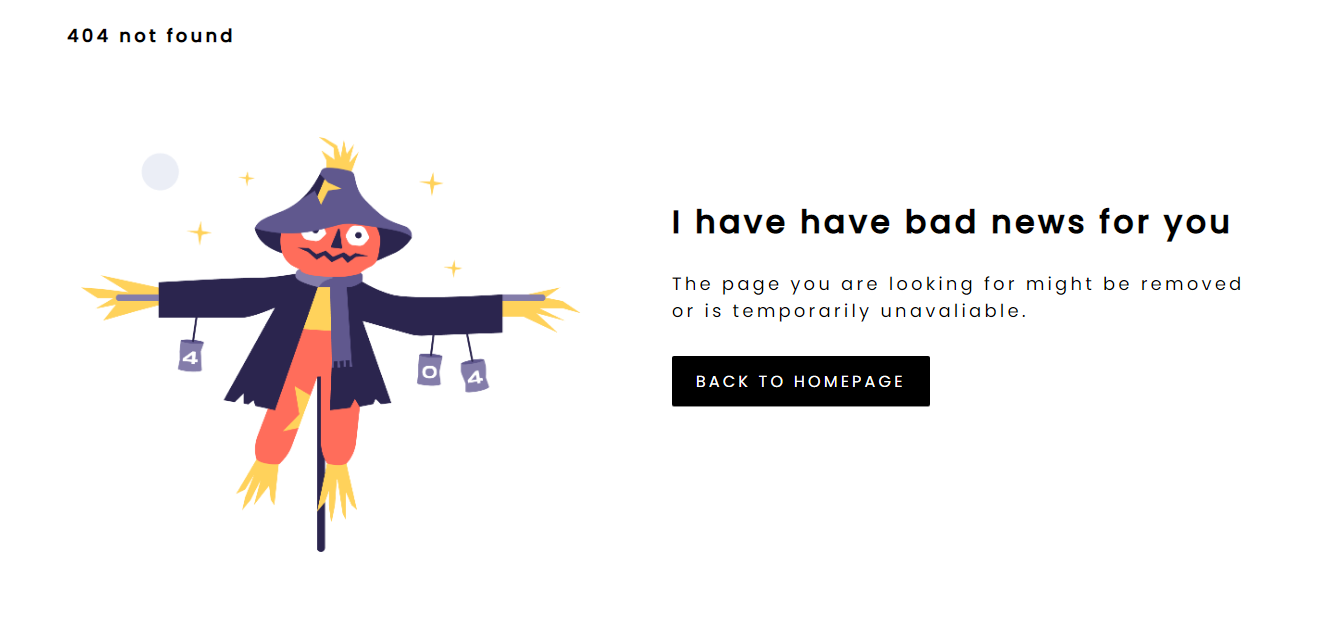 404 not found
I have have bad news for you
The page you are looking for might be removed
or is temporarily unavaliable.
4
0
4
BACK TO HOMEPAGE